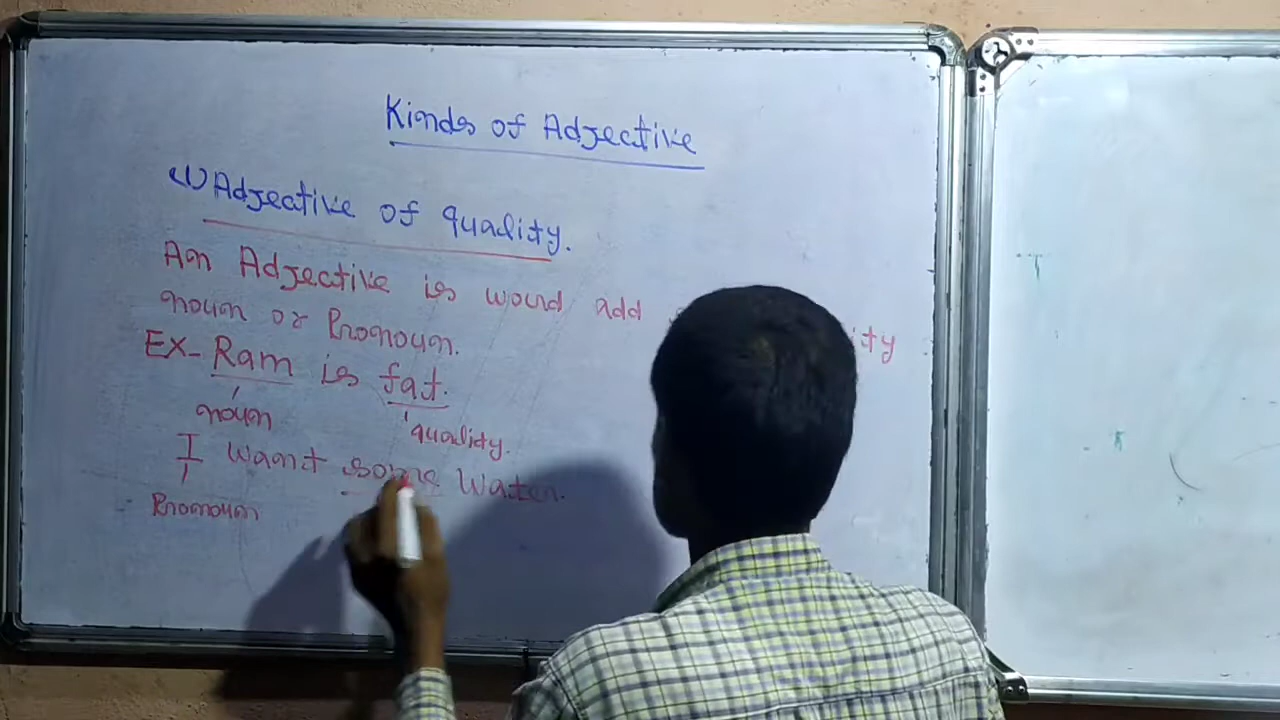 Kinds of Adjective
(1) Adjective of quality.
An Adjective is word add
noun or Pronoun.
Ex- Ram is fat.
noun
quality.
I want some water.
Pronoun